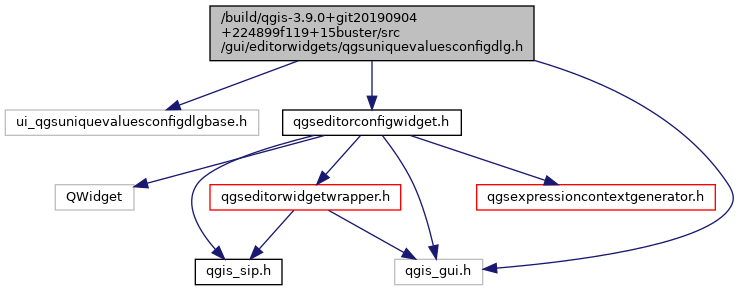 /build/qgis-3.9.0+git20190904
+224899f119+15buster/src
/gui/editorwidgets/qgsuniquevaluesconfigdlg.h
ui_qgsuniquevaluesconfigdlgbase.h
qgseditorconfigwidget.h
QWidget
qgseditorwidgetwrapper.h
qgsexpressioncontextgenerator.h
qgis_sip.h
qgis_gui.h